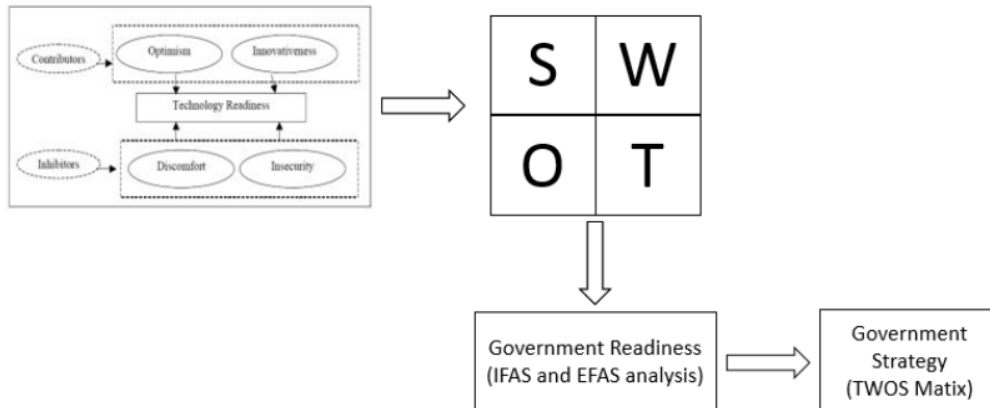 Contributors
Optimism
Innovativeness
Technology Readiness
Inhibitors
Discomfort
Insecurity
S
W
O
T
Government Readiness
(IFAS and EFAS analysis)
Government
Strategy
(TWOS Matix)